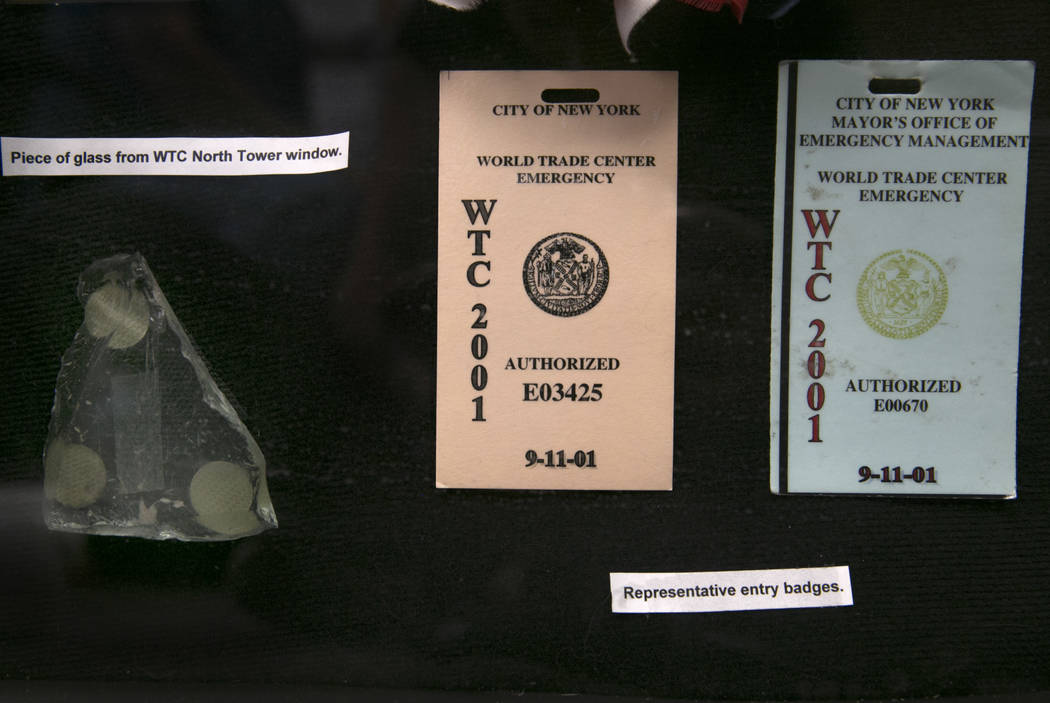 Piece of glass from WTC North Tower window.
CITY OF NEW YORK
WORLD TRADE CENTER
EMERGENCY
WTC 2001
AUTHORIZED
E03425
9-11-01
CITY OF NEW YORK
MAYOR'S OFFICE OF
EMERGENCY MANAGEMENT
WORLD TRADE CENTER
EMERGENCY
WTC 2001
AUTHORIZED
E00670
9-11-01
Representative entry badges.